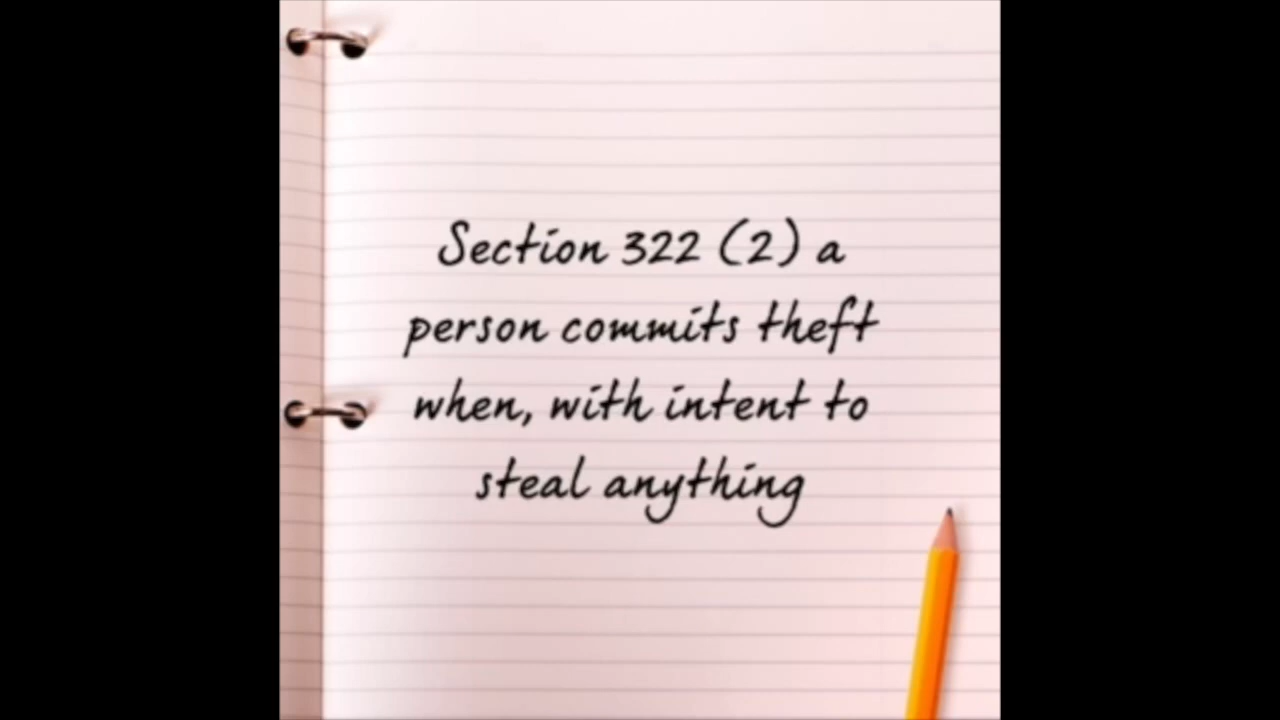 Section 322 (2) a
person commits theft
when, with intent to
steal anything